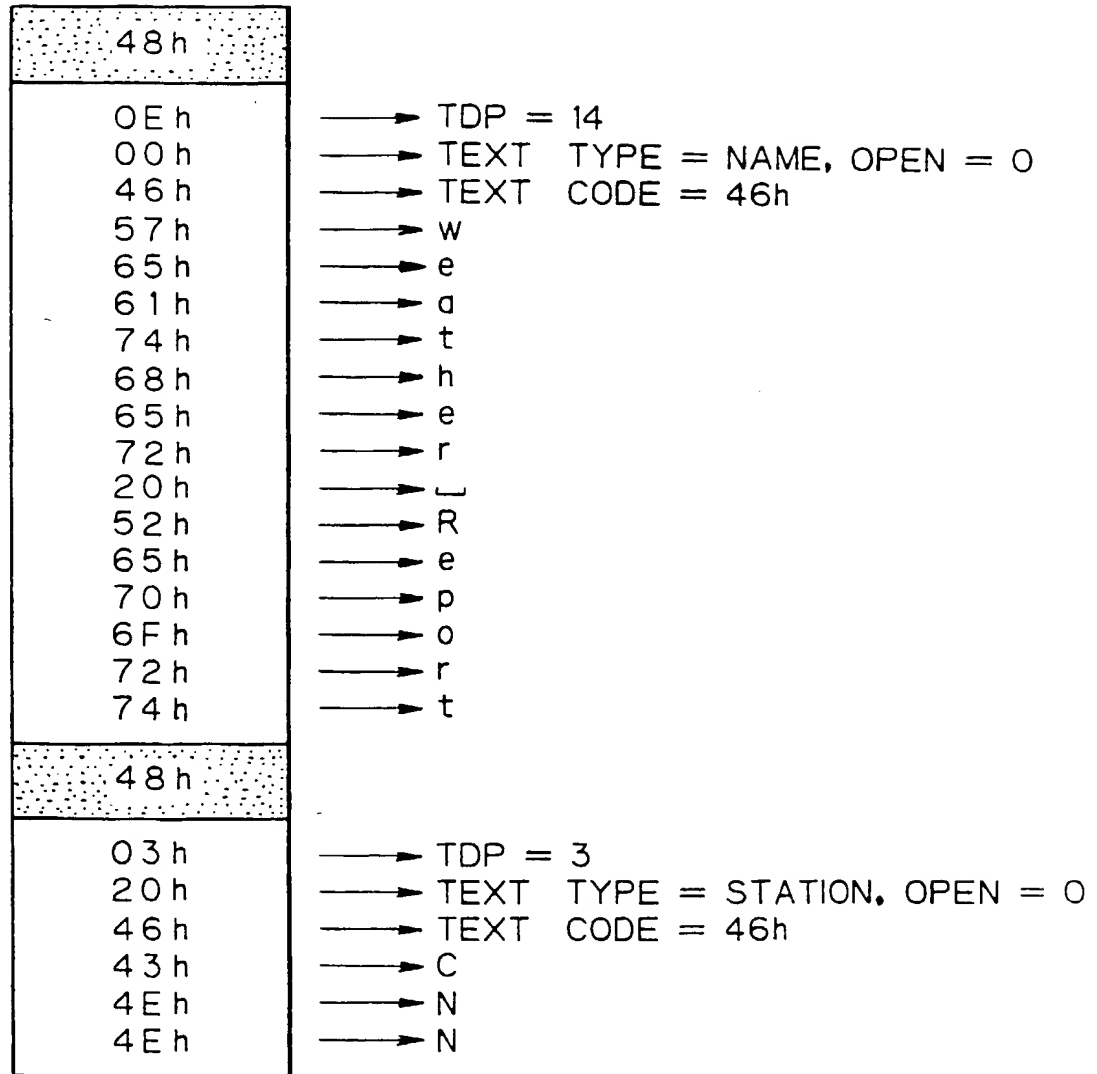 48h
0Eh → TDP = 14
00h → TEXT TYPE = NAME, OPEN = 0
46h → TEXT CODE = 46h
57h → w
65h → e
61h → a
74h → t
68h → h
65h → e
72h → r
20h → ⎵
52h → R
65h → e
70h → p
6Fh → o
72h → r
74h → t
48h
03h → TDP = 3
20h → TEXT TYPE = STATION, OPEN = 0
46h → TEXT CODE = 46h
43h → C
4Eh → N
4Eh → N